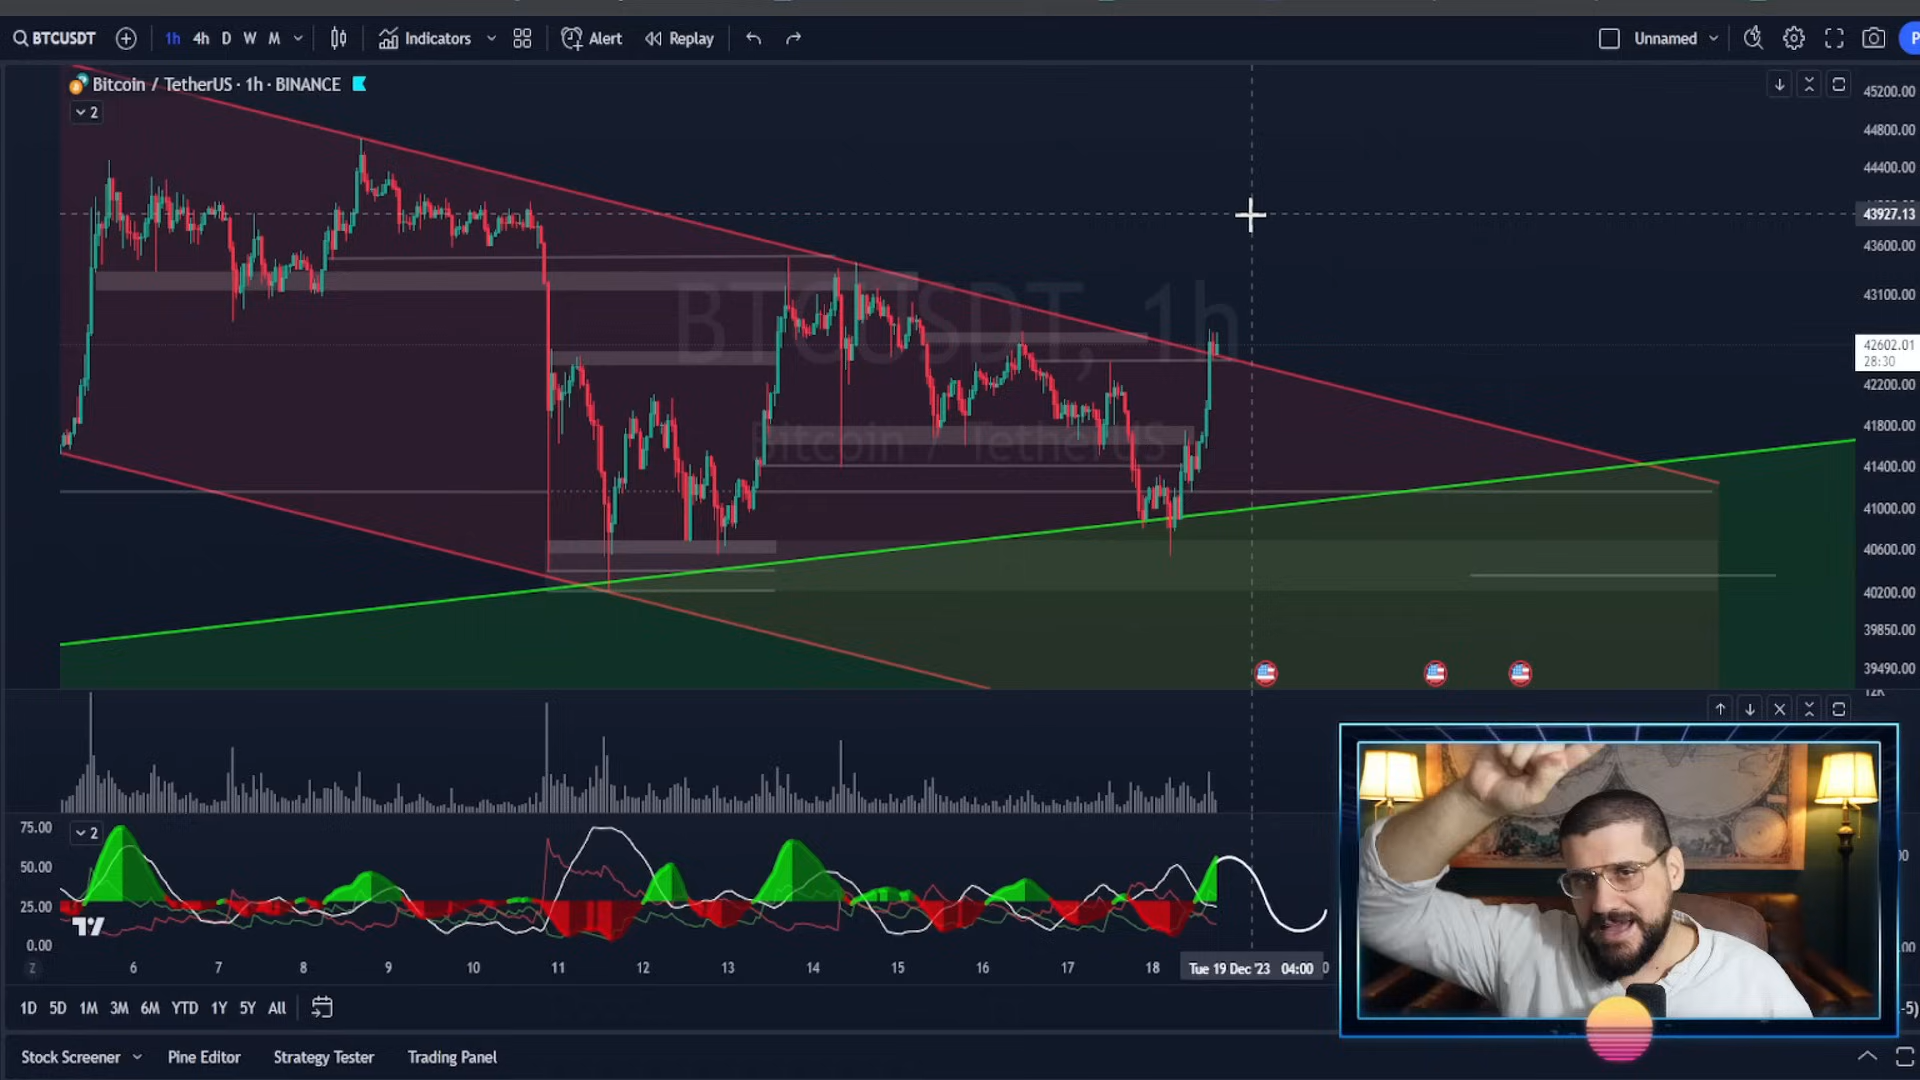 BTCUSDT 1h 4h D W M Indicators Alert Replay Unnamed P
Bitcoin / TetherUS · 1h · BINANCE
2
BTCUSDT, 1h
Bitcoin / TetherUS
45200.00
44800.00
44400.00
43927.13
43600.00
43100.00
42602.01
28:30
42200.00
41800.00
41400.00
41000.00
40600.00
40200.00
39850.00
39490.00
12K
75.00
2
50.00
25.00
0.00
Z 6 7 8 9 10 11 12 13 14 15 16 17 18 Tue 19 Dec '23 04:00
1D 5D 1M 3M 6M YTD 1Y 5Y All
-5)
Stock Screener Pine Editor Strategy Tester Trading Panel